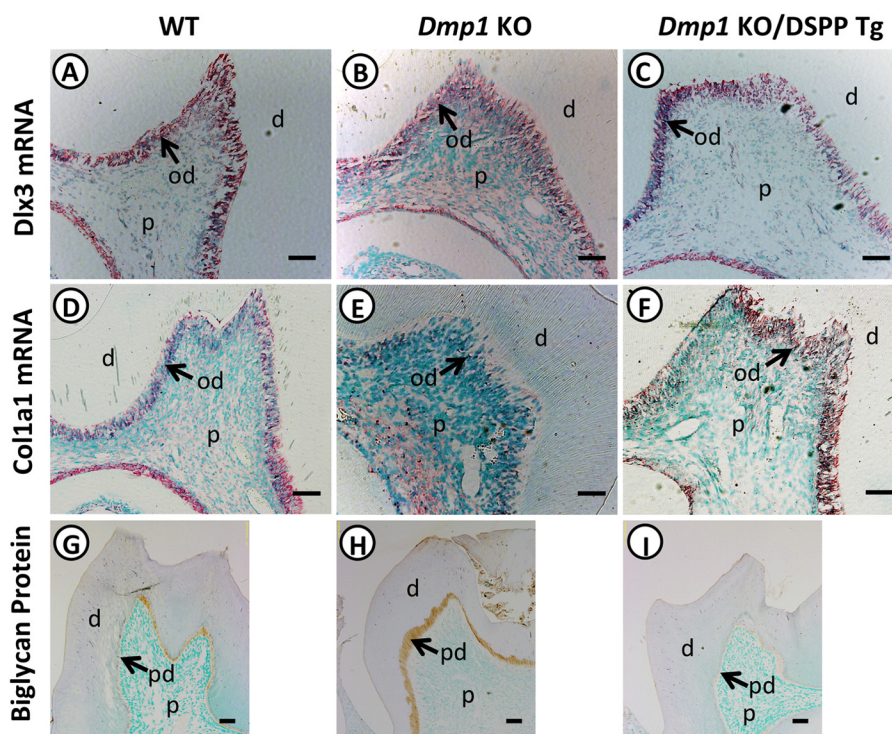 WT Dmp1 KO Dmp1 KO/DSPP Tg
Dlx3 mRNA
A
d
od
p
B
d
od
p
C
d
od
p
Col1a1 mRNA
D
d
od
p
E
d
od
p
F
d
od
p
Biglycan Protein
G
d
pd
p
H
d
pd
p
I
d
pd
p